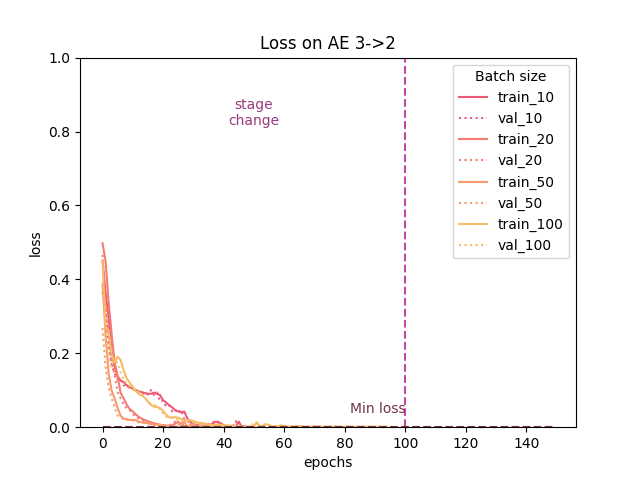 Loss on AE 3->2
1.0
0.8
0.6
0.4
0.2
0.0
loss
stage
change
Batch size
train_10
val_10
train_20
val_20
train_50
val_50
train_100
val_100
Min loss
0 20 40 60 80 100 120 140
epochs